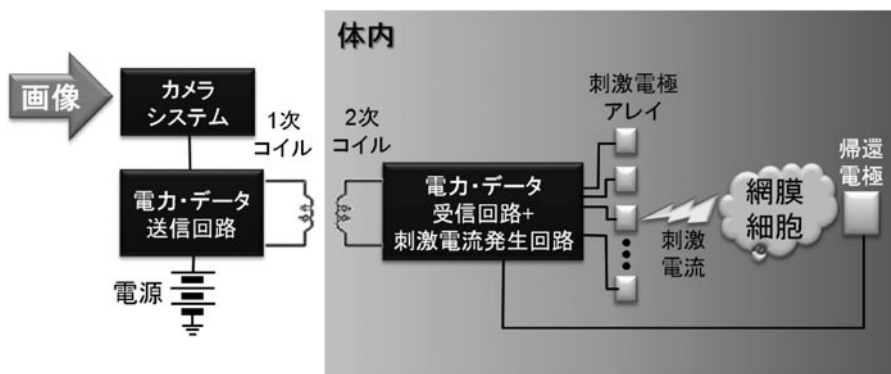 体内
画像
カメラ
システム
1次
コイル
2次
コイル
刺激電極
アレイ
電力・データ
送信回路
電力・データ
受信回路+
刺激電流発生回路
網膜
細胞
帰還
電極
刺激
電流
電源